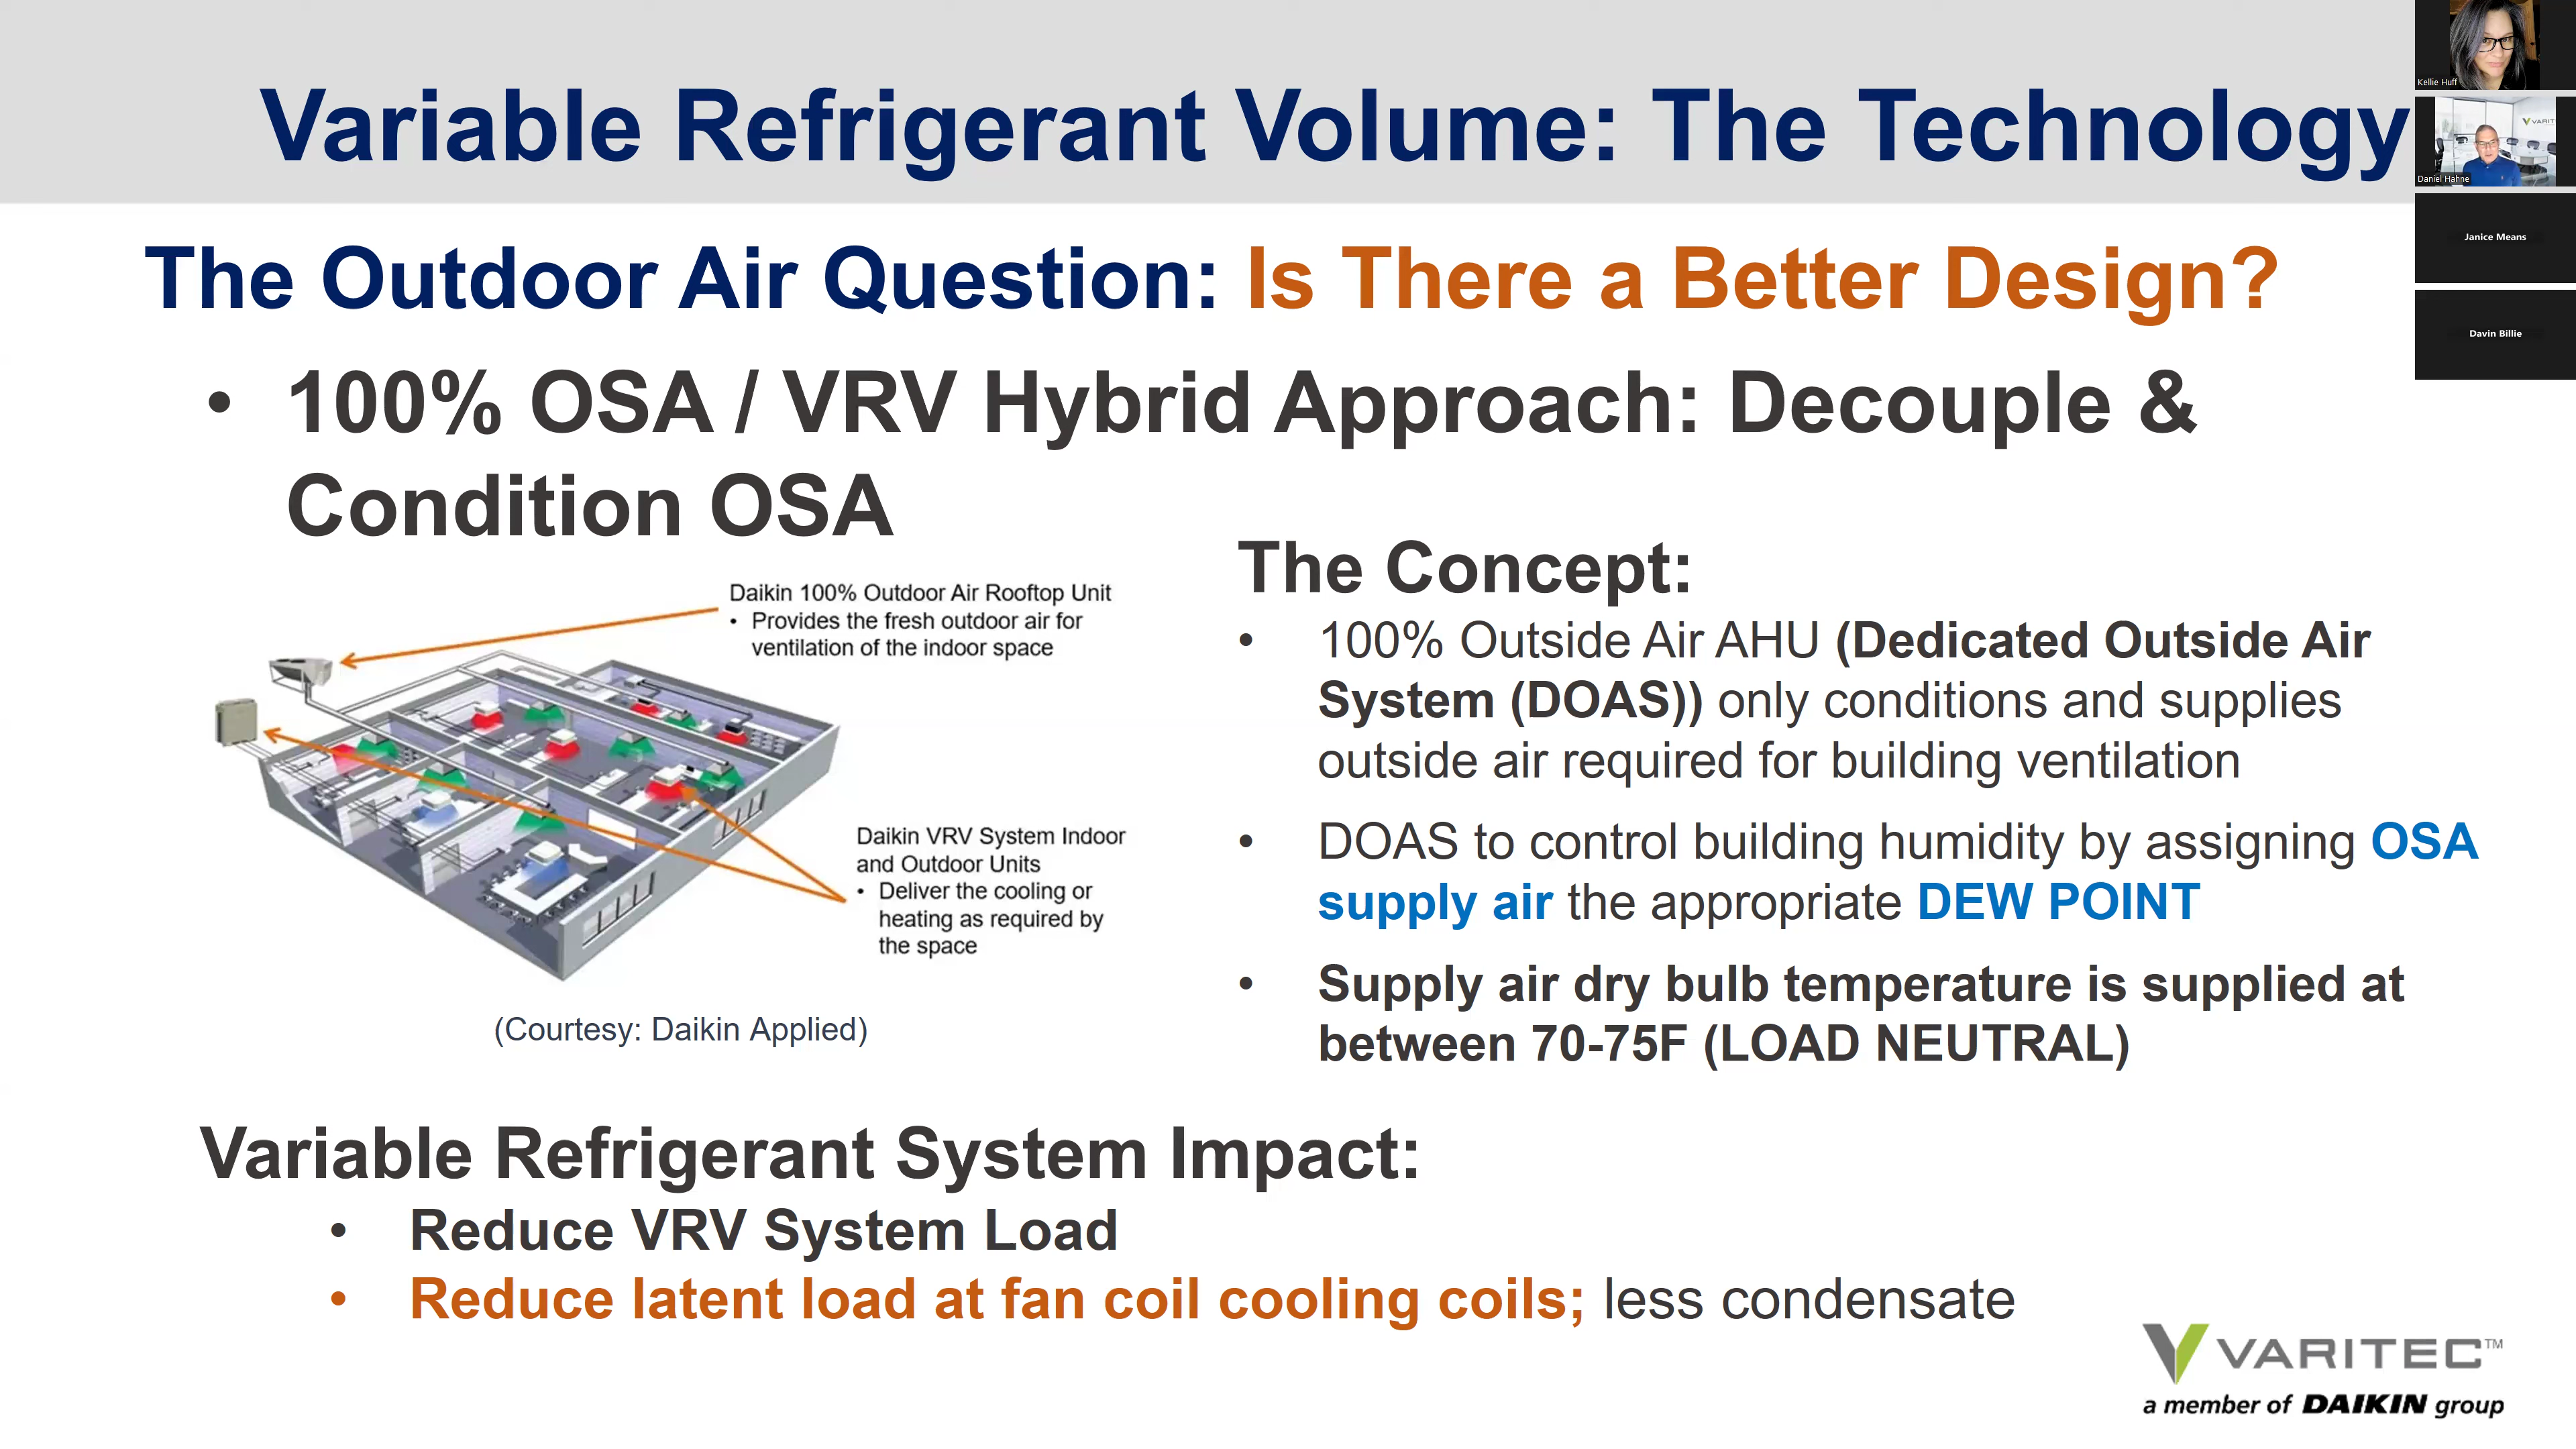 Variable Refrigerant Volume: The Technology
Kellie Huff
VARIT
Daniel Hahne
Janice Means
Davin Billie
The Outdoor Air Question: Is There a Better Design?
• 100% OSA / VRV Hybrid Approach: Decouple &
Condition OSA
Daikin 100% Outdoor Air Rooftop Unit
• Provides the fresh outdoor air for
ventilation of the indoor space
Daikin VRV System Indoor
and Outdoor Units
• Deliver the cooling or
heating as required by
the space
(Courtesy: Daikin Applied)
The Concept:
• 100% Outside Air AHU (Dedicated Outside Air
System (DOAS)) only conditions and supplies
outside air required for building ventilation
• DOAS to control building humidity by assigning OSA
supply air the appropriate DEW POINT
• Supply air dry bulb temperature is supplied at
between 70-75F (LOAD NEUTRAL)
Variable Refrigerant System Impact:
• Reduce VRV System Load
• Reduce latent load at fan coil cooling coils; less condensate
VARITEC™
a member of DAIKIN group